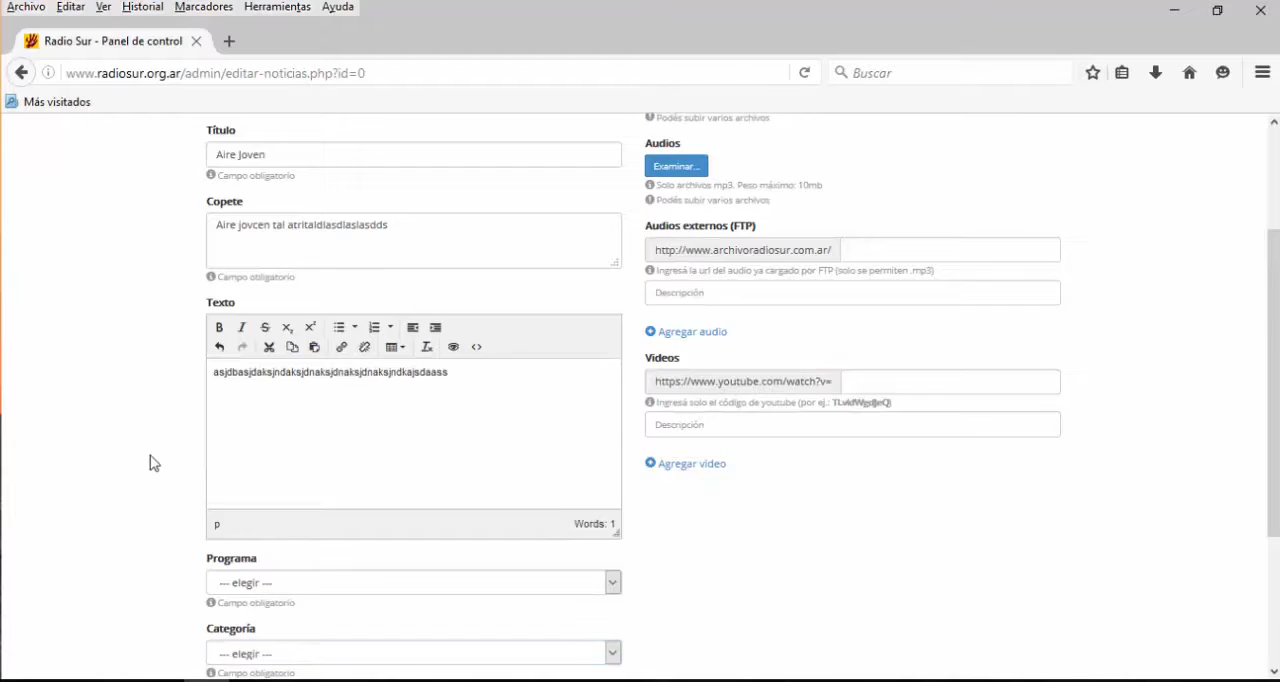 Archivo Editar Ver Historial Marcadores Herramientas Ayuda
Radio Sur - Panel de control
www.radiosur.org.ar/admin/editar-noticias.php?id=0
Buscar
Más visitados
Título
Aire Joven
Campo obligatorio
Copete
Aire jovcen tal atritaldlasdlaslasdds
Campo obligatorio
Texto
asjdbasjdaksjndaksjdnaksjdnaksjdnaksjndkajsdaass
p
Words: 1
Programa
--- elegir ---
Campo obligatorio
Categoría
--- elegir ---
Campo obligatorio
Podés subir varios archivos
Audios
Examinar...
Solo archivos mp3. Peso máximo: 10mb
Podés subir varios archivos
Audios externos (FTP)
http://www.archivoradiosur.com.ar/
Ingresá la url del audio ya cargado por FTP (solo se permiten .mp3)
Descripción
Agregar audio
Videos
https://www.youtube.com/watch?v=
Ingresá solo el código de youtube (por ej.:
Descripción
Agregar video